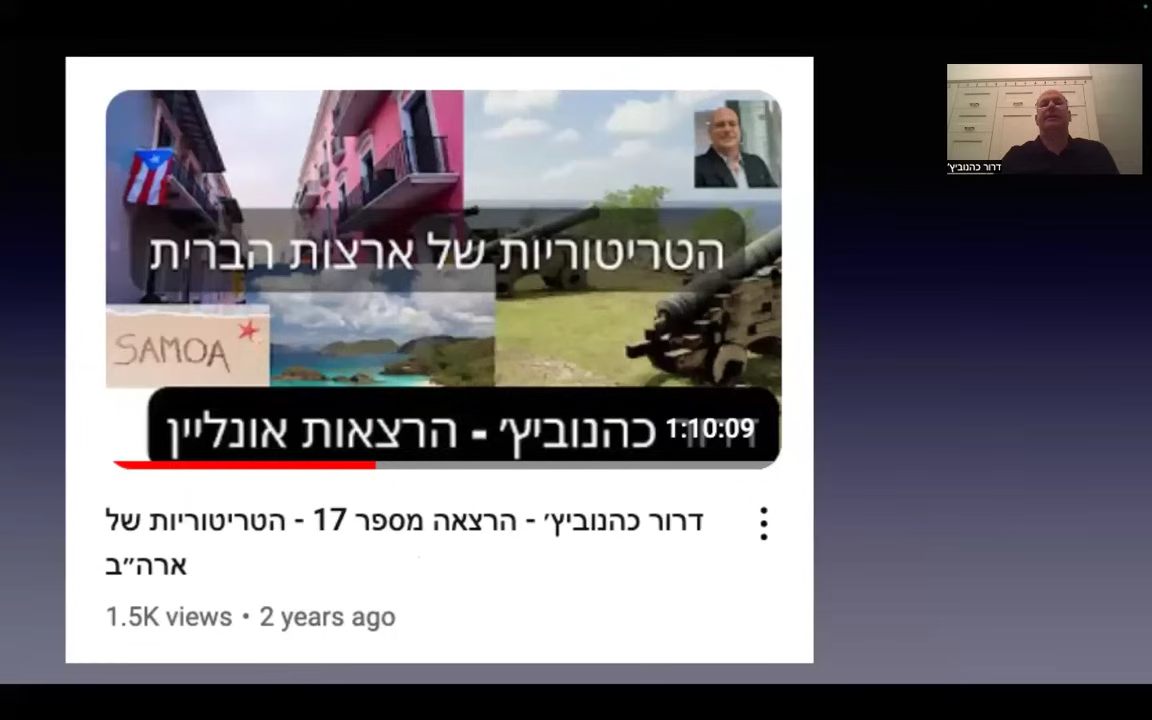 הטריטוריות של ארצות הברית
SAMOA
דרור כהנוביץ׳ - הרצאות אונליין
1:10:09
דרור כהנוביץ׳ - הרצאה מספר 17 - הטריטוריות של
ארה״ב
1.5K views • 2 years ago
דרור כהנוביץ'